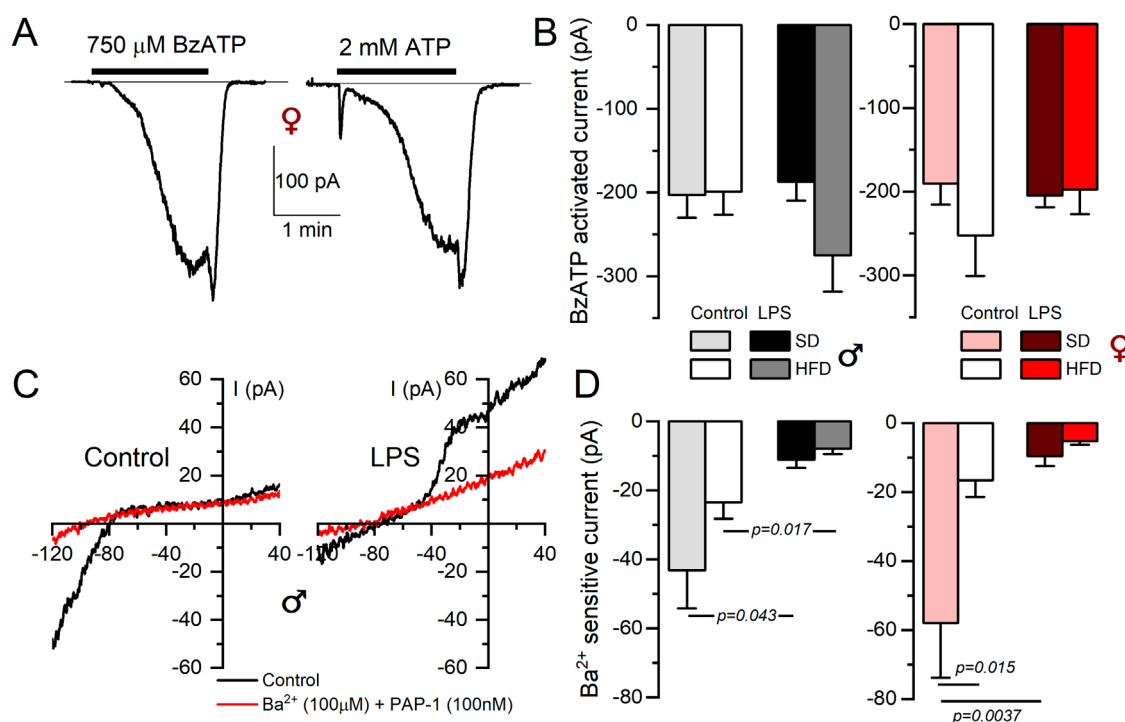 A
750 μM BzATP
2 mM ATP
♀
100 pA
1 min
B
BzATP activated current (pA)
0
-100
-200
-300
0
-100
-200
-300
Control LPS
SD
HFD
♂
Control LPS
SD
HFD
♀
C
60
40
20
-20
-40
-60
I (pA)
Control
-120
-80
-40
40
♂
60
40
20
-20
-40
-60
I (pA)
LPS
-120
-80
-40
40
Control
Ba²⁺ (100μM) + PAP-1 (100nM)
D
Ba²⁺ sensitive current (pA)
0
-20
-40
-60
-80
p=0.017
p=0.043
0
-20
-40
-60
-80
p=0.015
p=0.0037